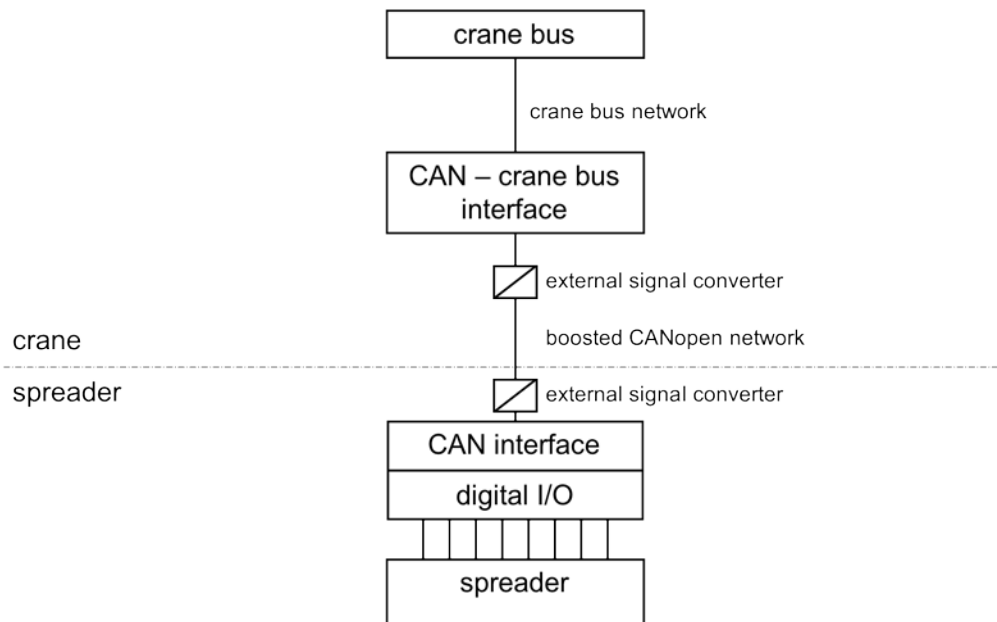 crane bus
crane bus network
CAN – crane bus
interface
external signal converter
boosted CANopen network
crane
spreader
external signal converter
CAN interface
digital I/O
spreader